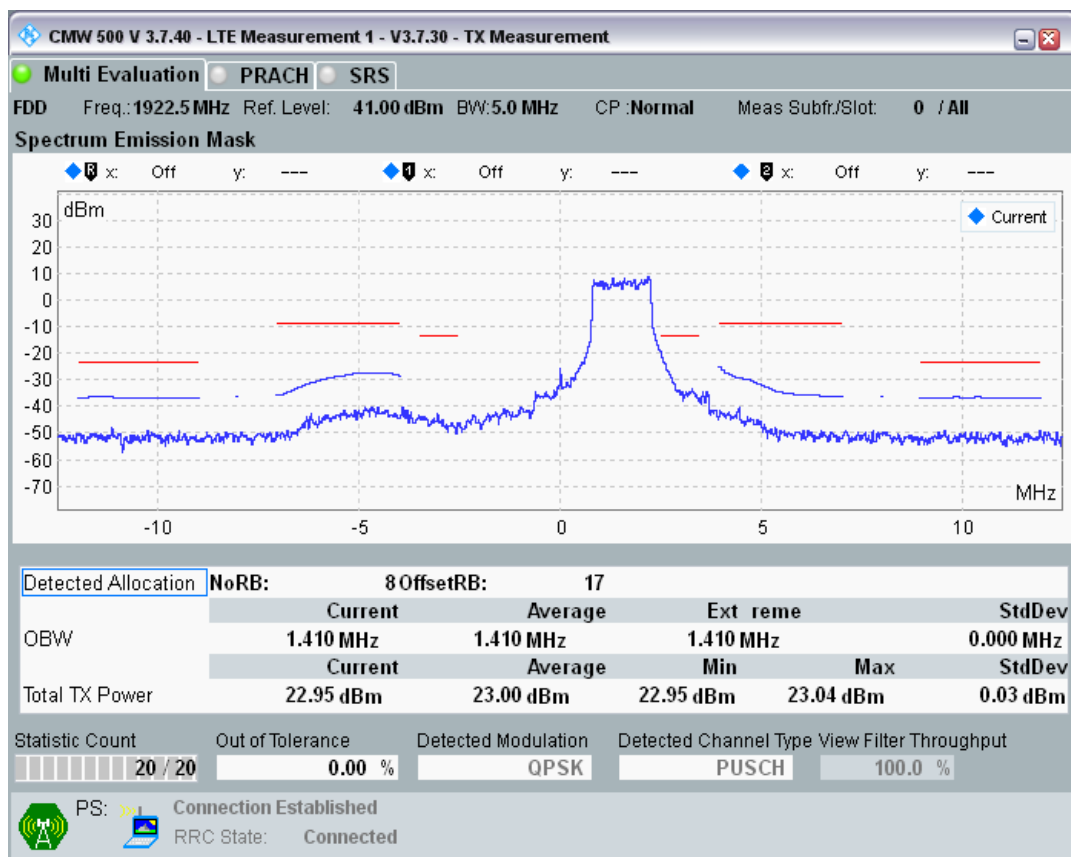 CMW 500 V 3.7.40 - LTE Measurement 1 - V3.7.30 - TX Measurement
Multi Evaluation PRACH SRS
FDD Freq.: 1922.5 MHz Ref. Level: 41.00 dBm BW: 5.0 MHz CP : Normal Meas Subfr./Slot: 0 / All
Spectrum Emission Mask
R x: Off y: --- 1 x: Off y: --- 2 x: Off y: ---
dBm
Current
30
20
10
0
-10
-20
-30
-40
-50
-60
-70
MHz
-10 -5 0 5 10
Detected Allocation NoRB: 8 OffsetRB: 17
Current Average Ext reme StdDev
OBW 1.410 MHz 1.410 MHz 1.410 MHz 0.000 MHz
Current Average Min Max StdDev
Total TX Power 22.95 dBm 23.00 dBm 22.95 dBm 23.04 dBm 0.03 dBm
Statistic Count Out of Tolerance Detected Modulation Detected Channel Type View Filter Throughput
20 / 20 0.00 % QPSK PUSCH 100.0 %
PS: Connection Established
RRC State: Connected